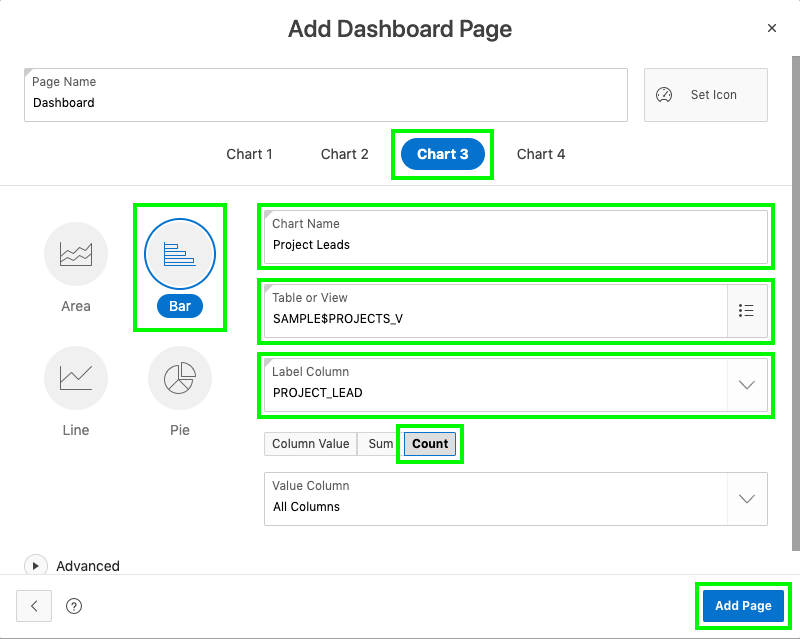 Add Dashboard Page
Page Name
Dashboard
Set Icon
Chart 1 Chart 2 Chart 3 Chart 4
Area
Bar
Line
Pie
Chart Name
Project Leads
Table or View
SAMPLE$PROJECTS_V
Label Column
PROJECT_LEAD
Column Value Sum Count
Value Column
All Columns
Advanced
Add Page